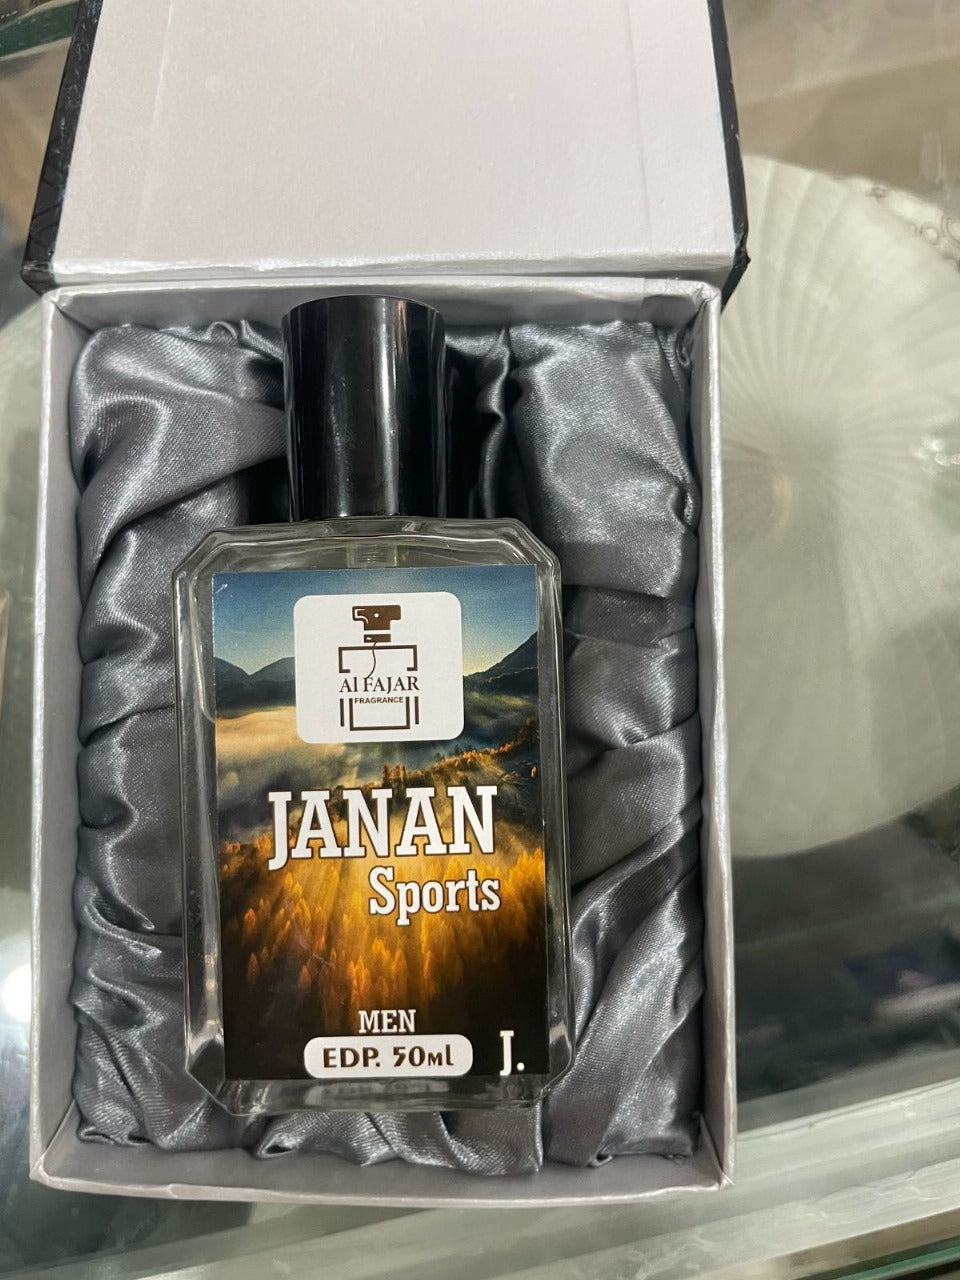 Al FAJAR
FRAGRANCE
JANAN
Sports
MEN
EDP. 50ML
J.